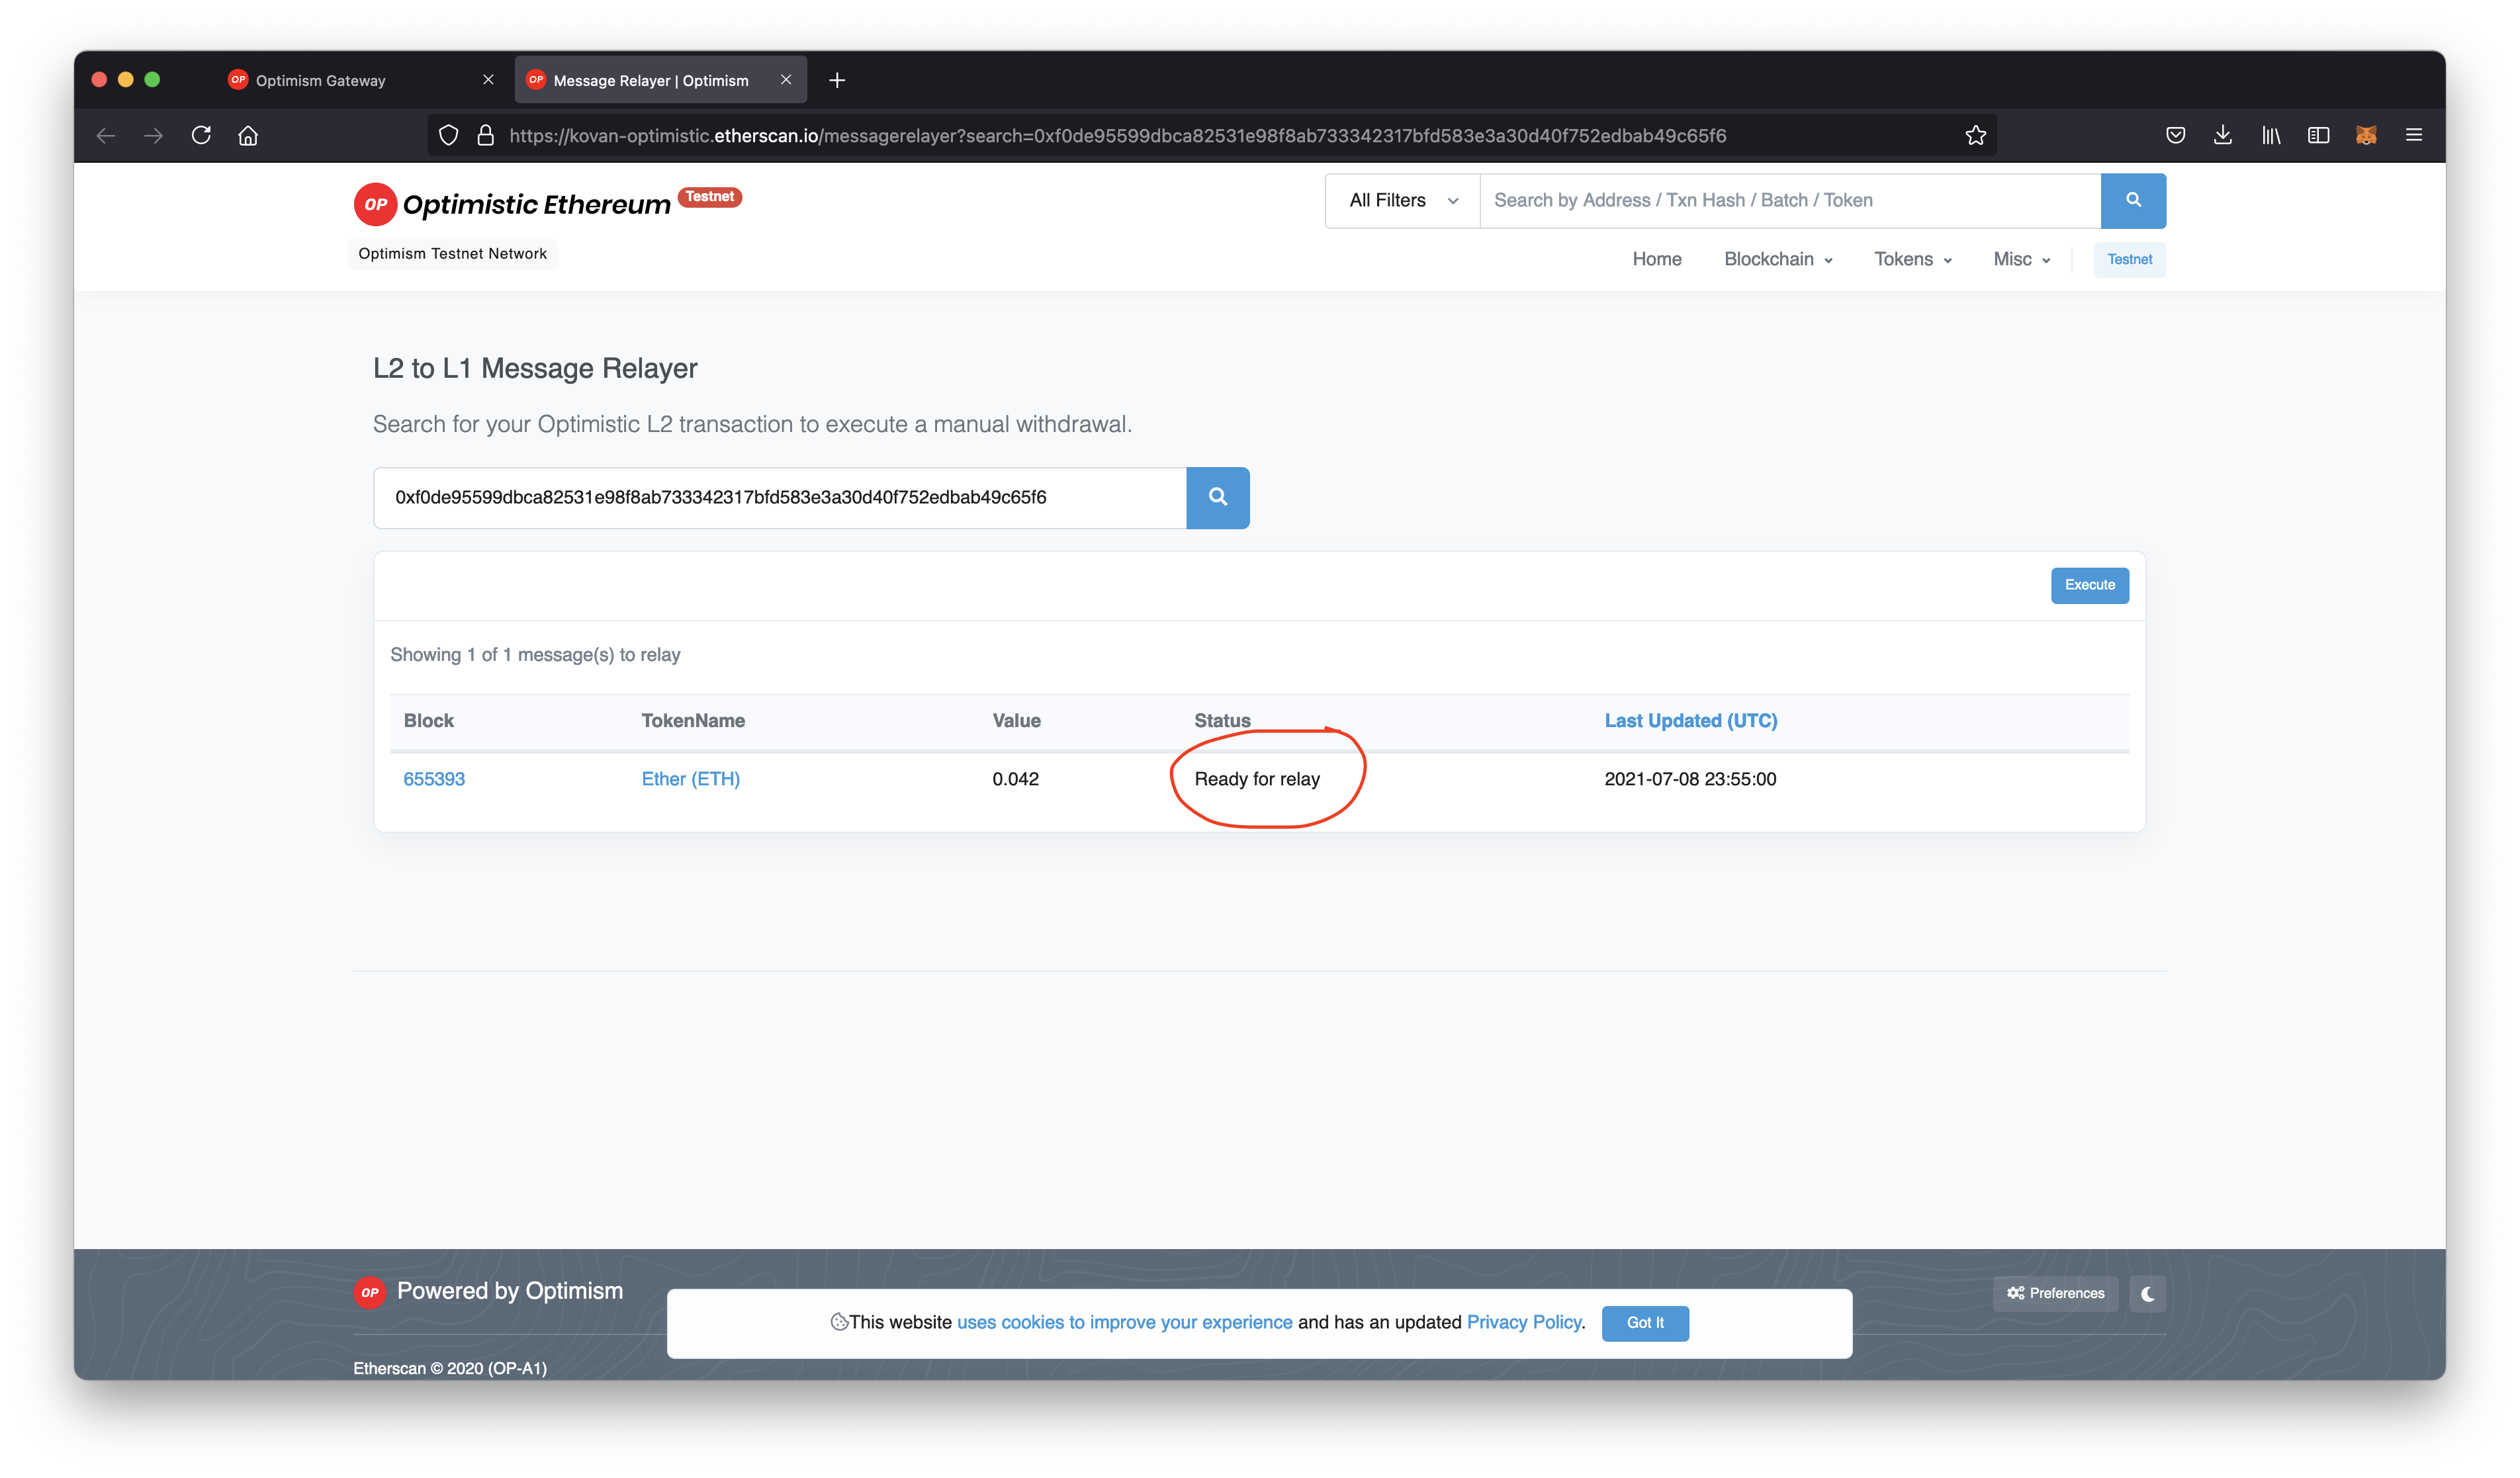 OP Optimism Gateway
OP Message Relayer | Optimism
https://kovan-optimistic.etherscan.io/messagerelayer?search=0xf0de95599dbca82531e98f8ab733342317bfd583e3a30d40f752edbab49c65f6
OP Optimistic Ethereum Testnet
Optimism Testnet Network
All Filters Search by Address / Txn Hash / Batch / Token
Home Blockchain Tokens Misc Testnet
L2 to L1 Message Relayer
Search for your Optimistic L2 transaction to execute a manual withdrawal.
0xf0de95599dbca82531e98f8ab733342317bfd583e3a30d40f752edbab49c65f6
Execute
Showing 1 of 1 message(s) to relay
Block TokenName Value Status Last Updated (UTC)
655393 Ether (ETH) 0.042 Ready for relay 2021-07-08 23:55:00
OP Powered by Optimism
Preferences
This website uses cookies to improve your experience and has an updated Privacy Policy. Got It
Etherscan © 2020 (OP-A1)